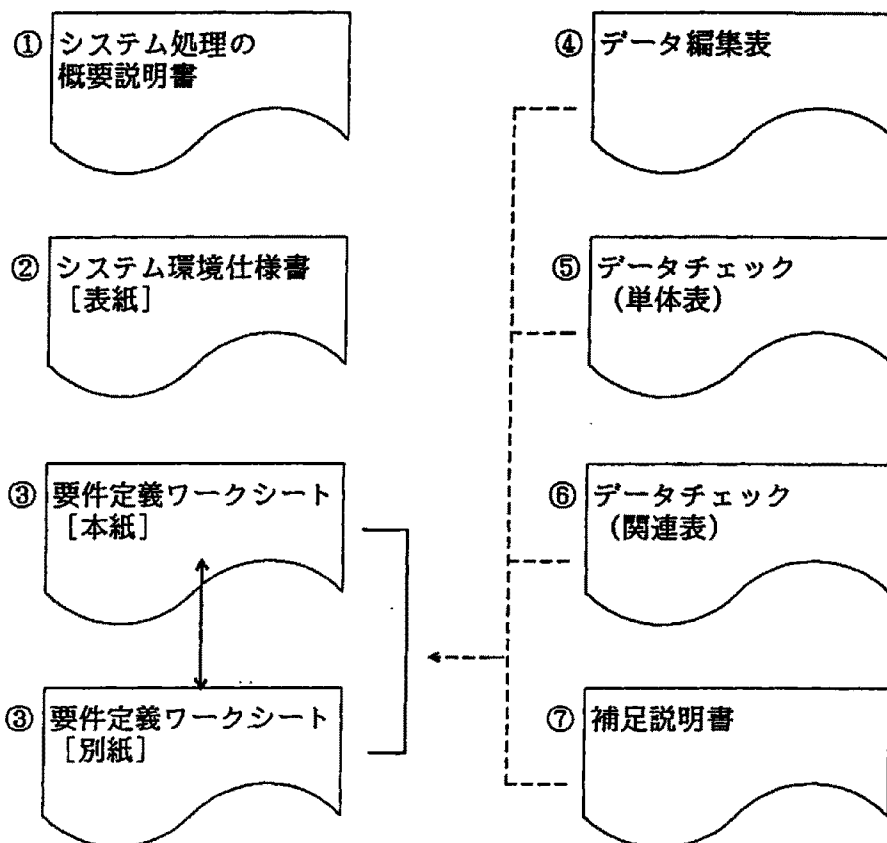 ① システム処理の
概要説明書
② システム環境仕様書
[表紙]
③ 要件定義ワークシート
[本紙]
③ 要件定義ワークシート
[別紙]
④ データ編集表
⑤ データチェック
(単体表)
⑥ データチェック
(関連表)
⑦ 補足説明書